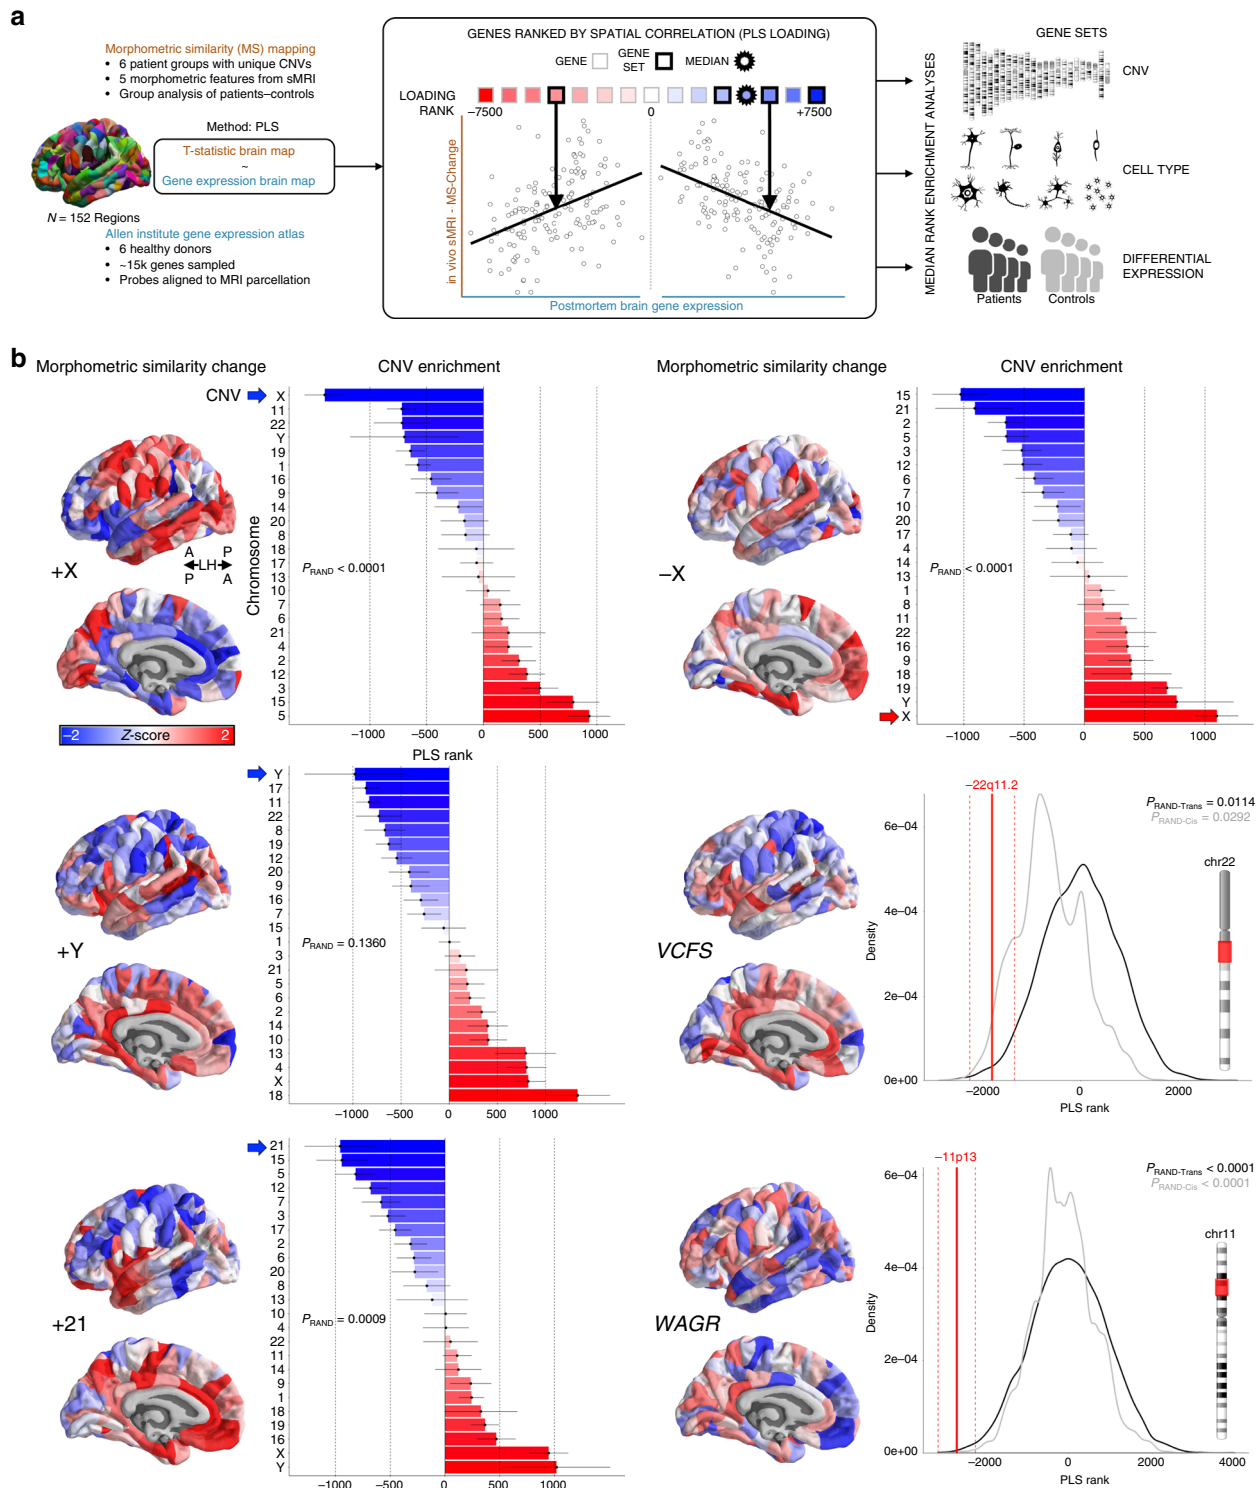 a
Morphometric similarity (MS) mapping
• 6 patient groups with unique CNVs
• 5 morphometric features from sMRI
• Group analysis of patients–controls
Method: PLS
T-statistic brain map
~
Gene expression brain map
N = 152 Regions
Allen institute gene expression atlas
• 6 healthy donors
• ~15k genes sampled
• Probes aligned to MRI parcellation
GENES RANKED BY SPATIAL CORRELATION (PLS LOADING)
GENE
GENE SET
MEDIAN
LOADING RANK
−7500
0
+7500
in vivo sMRI - MS-Change
Postmortem brain gene expression
MEDIAN RANK ENRICHMENT ANALYSES
GENE SETS
CNV
CELL TYPE
DIFFERENTIAL EXPRESSION
Patients
Controls
b
Morphometric similarity change
CNV enrichment
Morphometric similarity change
CNV enrichment
+X
A P
LH
P A
−2 Z-score 2
CNV
Chromosome
X
11
22
Y
19
1
16
9
14
20
8
18
17
13
10
7
6
21
4
2
12
3
15
5
P RAND < 0.0001
−1000 −500 0 500 1000
PLS rank
−X
15
21
2
5
3
12
6
7
10
20
17
4
14
13
1
8
11
22
16
9
18
19
Y
X
P RAND < 0.0001
−1000 −500 0 500 1000
+Y
Y
17
11
22
8
19
12
20
9
16
7
15
1
3
21
5
6
2
14
10
13
4
X
18
P RAND = 0.1360
−1000 −500 0 500 1000
VCFS
−22q11.2
P RAND-Trans = 0.0114
P RAND-Cis = 0.0292
chr22
Density
6e−04
4e−04
2e−04
0e+00
−2000 0 2000
PLS rank
+21
21
15
5
12
7
3
17
2
6
20
8
13
10
4
22
11
14
9
1
18
19
16
X
Y
P RAND = 0.0009
−1000 −500 0 500 1000
WAGR
−11p13
P RAND-Trans < 0.0001
P RAND-Cis < 0.0001
chr11
Density
6e−04
4e−04
2e−04
0e+00
−2000 0 2000 4000
PLS rank